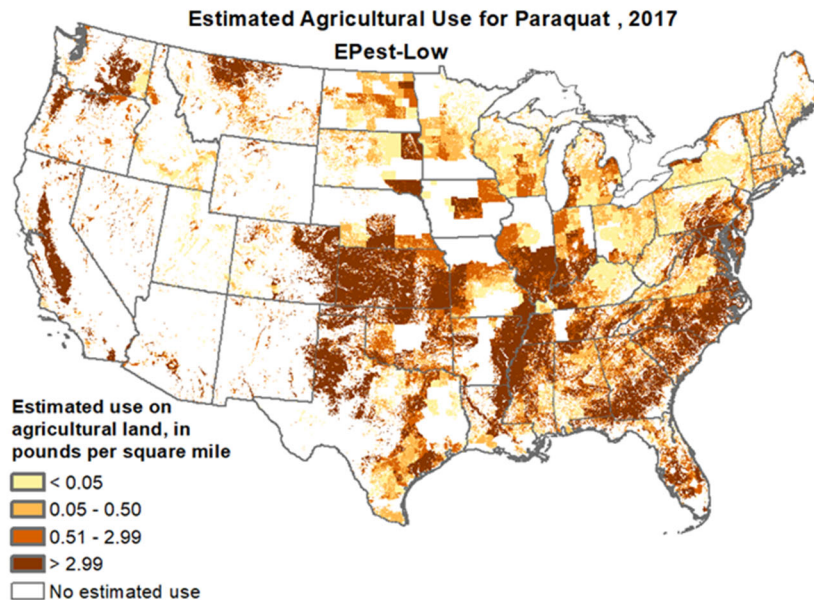 Estimated Agricultural Use for Paraquat , 2017
EPest-Low
Estimated use on
agricultural land, in
pounds per square mile
< 0.05
0.05 - 0.50
0.51 - 2.99
> 2.99
No estimated use